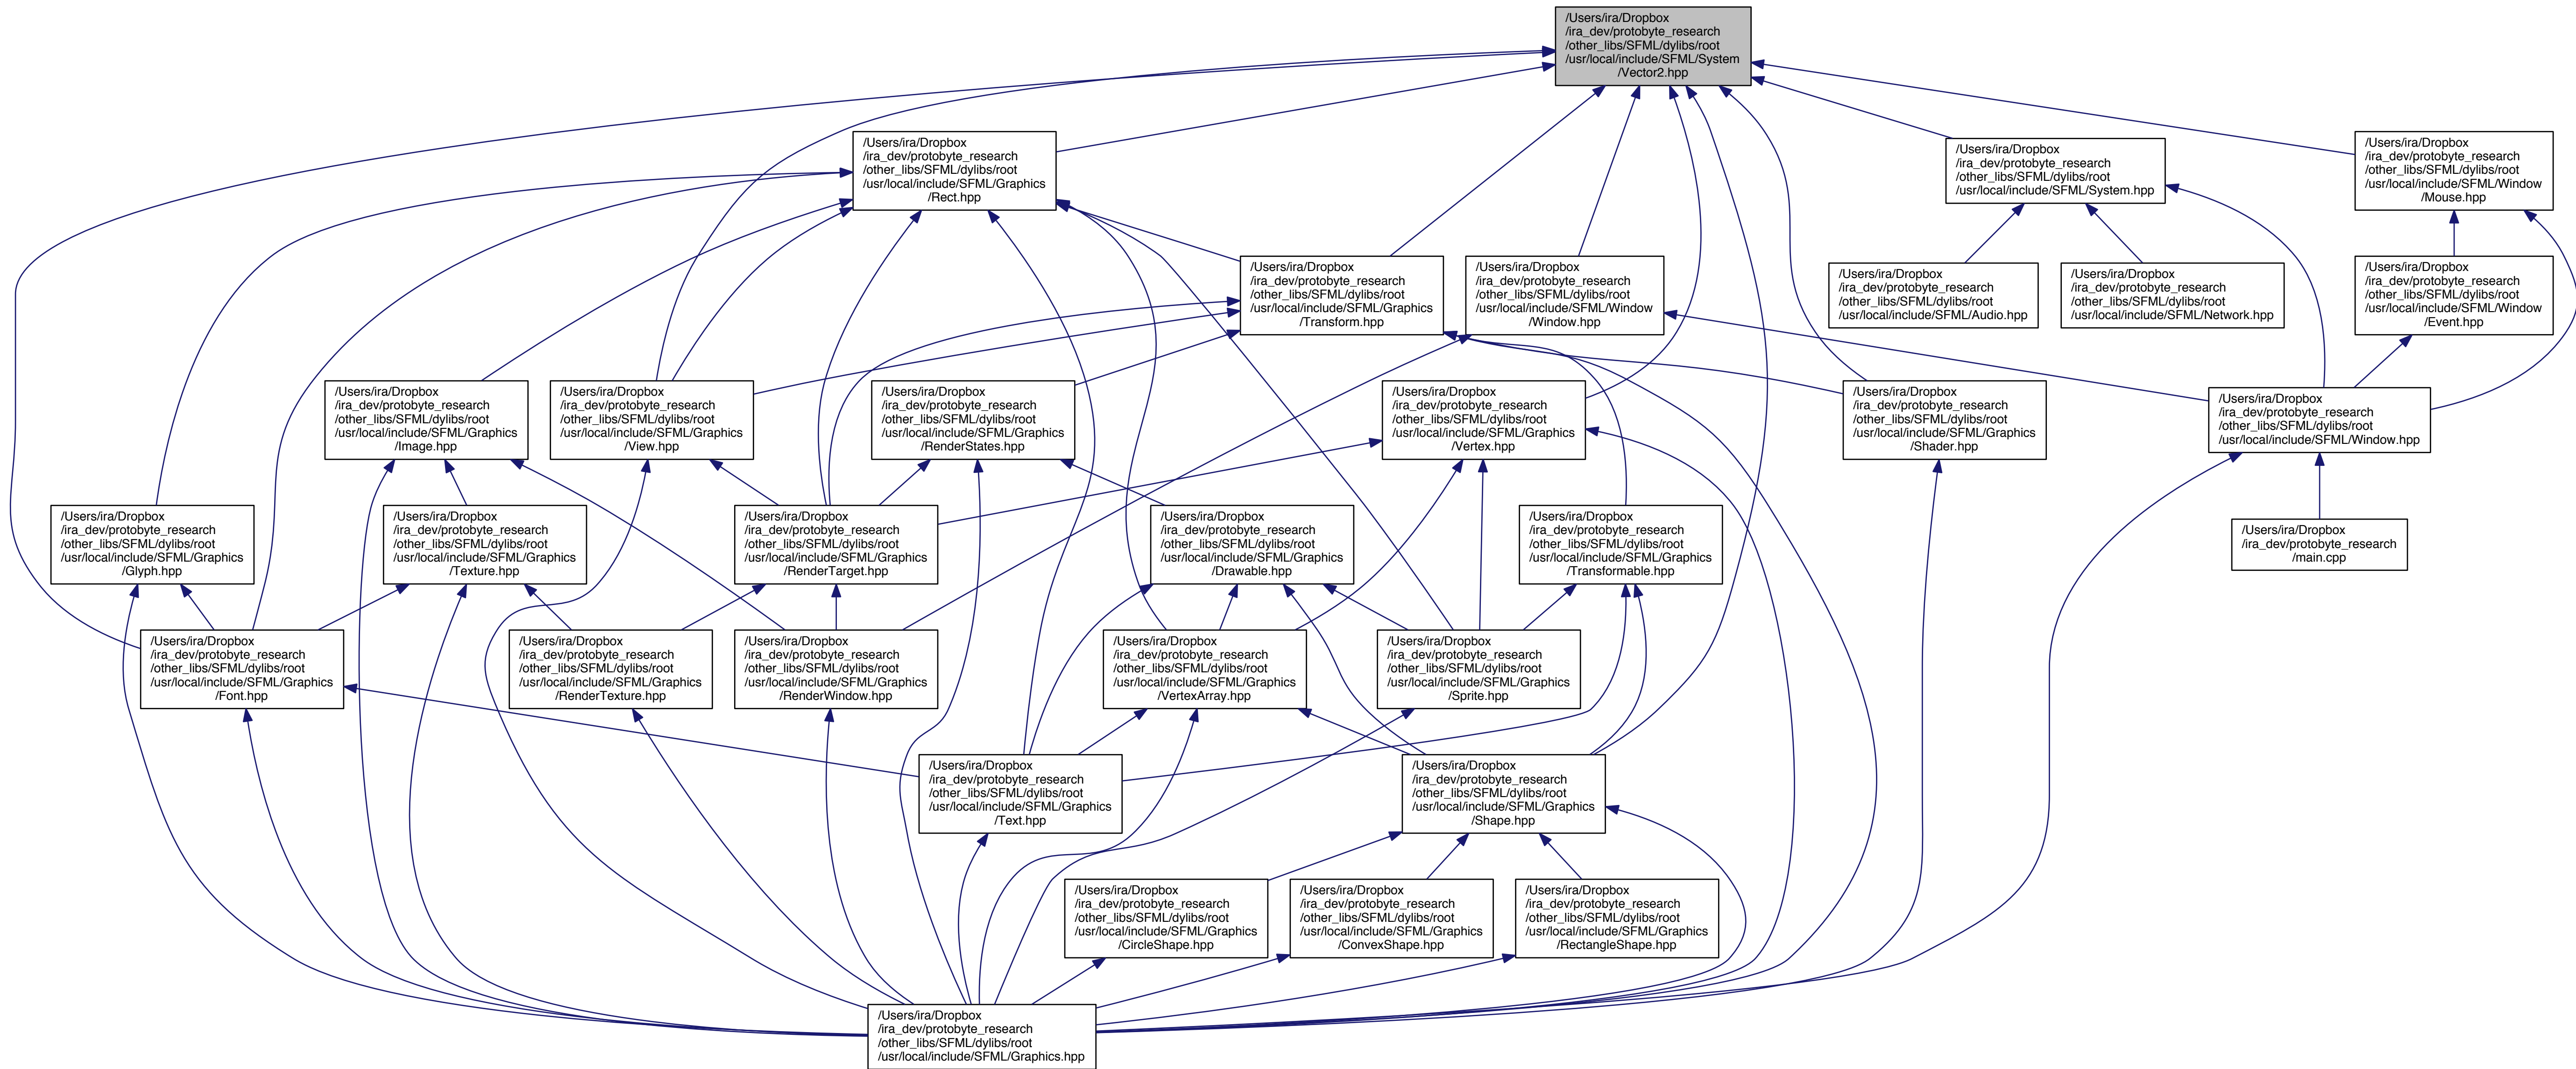 /Users/ira/Dropbox
/ira_dev/protobyte_research
/other_libs/SFML/dylibs/root
/usr/local/include/SFML/System
/Vector2.hpp
/Users/ira/Dropbox
/ira_dev/protobyte_research
/other_libs/SFML/dylibs/root
/usr/local/include/SFML/Graphics
/Rect.hpp
/Users/ira/Dropbox
/ira_dev/protobyte_research
/other_libs/SFML/dylibs/root
/usr/local/include/SFML/System.hpp
/Users/ira/Dropbox
/ira_dev/protobyte_research
/other_libs/SFML/dylibs/root
/usr/local/include/SFML/Window
/Mouse.hpp
/Users/ira/Dropbox
/ira_dev/protobyte_research
/other_libs/SFML/dylibs/root
/usr/local/include/SFML/Graphics
/Transform.hpp
/Users/ira/Dropbox
/ira_dev/protobyte_research
/other_libs/SFML/dylibs/root
/usr/local/include/SFML/Window
/Window.hpp
/Users/ira/Dropbox
/ira_dev/protobyte_research
/other_libs/SFML/dylibs/root
/usr/local/include/SFML/Audio.hpp
/Users/ira/Dropbox
/ira_dev/protobyte_research
/other_libs/SFML/dylibs/root
/usr/local/include/SFML/Network.hpp
/Users/ira/Dropbox
/ira_dev/protobyte_research
/other_libs/SFML/dylibs/root
/usr/local/include/SFML/Window
/Event.hpp
/Users/ira/Dropbox
/ira_dev/protobyte_research
/other_libs/SFML/dylibs/root
/usr/local/include/SFML/Graphics
/Image.hpp
/Users/ira/Dropbox
/ira_dev/protobyte_research
/other_libs/SFML/dylibs/root
/usr/local/include/SFML/Graphics
/View.hpp
/Users/ira/Dropbox
/ira_dev/protobyte_research
/other_libs/SFML/dylibs/root
/usr/local/include/SFML/Graphics
/RenderStates.hpp
/Users/ira/Dropbox
/ira_dev/protobyte_research
/other_libs/SFML/dylibs/root
/usr/local/include/SFML/Graphics
/Vertex.hpp
/Users/ira/Dropbox
/ira_dev/protobyte_research
/other_libs/SFML/dylibs/root
/usr/local/include/SFML/Graphics
/Shader.hpp
/Users/ira/Dropbox
/ira_dev/protobyte_research
/other_libs/SFML/dylibs/root
/usr/local/include/SFML/Window.hpp
/Users/ira/Dropbox
/ira_dev/protobyte_research
/other_libs/SFML/dylibs/root
/usr/local/include/SFML/Graphics
/Glyph.hpp
/Users/ira/Dropbox
/ira_dev/protobyte_research
/other_libs/SFML/dylibs/root
/usr/local/include/SFML/Graphics
/Texture.hpp
/Users/ira/Dropbox
/ira_dev/protobyte_research
/other_libs/SFML/dylibs/root
/usr/local/include/SFML/Graphics
/RenderTarget.hpp
/Users/ira/Dropbox
/ira_dev/protobyte_research
/other_libs/SFML/dylibs/root
/usr/local/include/SFML/Graphics
/Drawable.hpp
/Users/ira/Dropbox
/ira_dev/protobyte_research
/other_libs/SFML/dylibs/root
/usr/local/include/SFML/Graphics
/Transformable.hpp
/Users/ira/Dropbox
/ira_dev/protobyte_research
/main.cpp
/Users/ira/Dropbox
/ira_dev/protobyte_research
/other_libs/SFML/dylibs/root
/usr/local/include/SFML/Graphics
/Font.hpp
/Users/ira/Dropbox
/ira_dev/protobyte_research
/other_libs/SFML/dylibs/root
/usr/local/include/SFML/Graphics
/RenderTexture.hpp
/Users/ira/Dropbox
/ira_dev/protobyte_research
/other_libs/SFML/dylibs/root
/usr/local/include/SFML/Graphics
/RenderWindow.hpp
/Users/ira/Dropbox
/ira_dev/protobyte_research
/other_libs/SFML/dylibs/root
/usr/local/include/SFML/Graphics
/VertexArray.hpp
/Users/ira/Dropbox
/ira_dev/protobyte_research
/other_libs/SFML/dylibs/root
/usr/local/include/SFML/Graphics
/Sprite.hpp
/Users/ira/Dropbox
/ira_dev/protobyte_research
/other_libs/SFML/dylibs/root
/usr/local/include/SFML/Graphics
/Text.hpp
/Users/ira/Dropbox
/ira_dev/protobyte_research
/other_libs/SFML/dylibs/root
/usr/local/include/SFML/Graphics
/Shape.hpp
/Users/ira/Dropbox
/ira_dev/protobyte_research
/other_libs/SFML/dylibs/root
/usr/local/include/SFML/Graphics
/CircleShape.hpp
/Users/ira/Dropbox
/ira_dev/protobyte_research
/other_libs/SFML/dylibs/root
/usr/local/include/SFML/Graphics
/ConvexShape.hpp
/Users/ira/Dropbox
/ira_dev/protobyte_research
/other_libs/SFML/dylibs/root
/usr/local/include/SFML/Graphics
/RectangleShape.hpp
/Users/ira/Dropbox
/ira_dev/protobyte_research
/other_libs/SFML/dylibs/root
/usr/local/include/SFML/Graphics.hpp